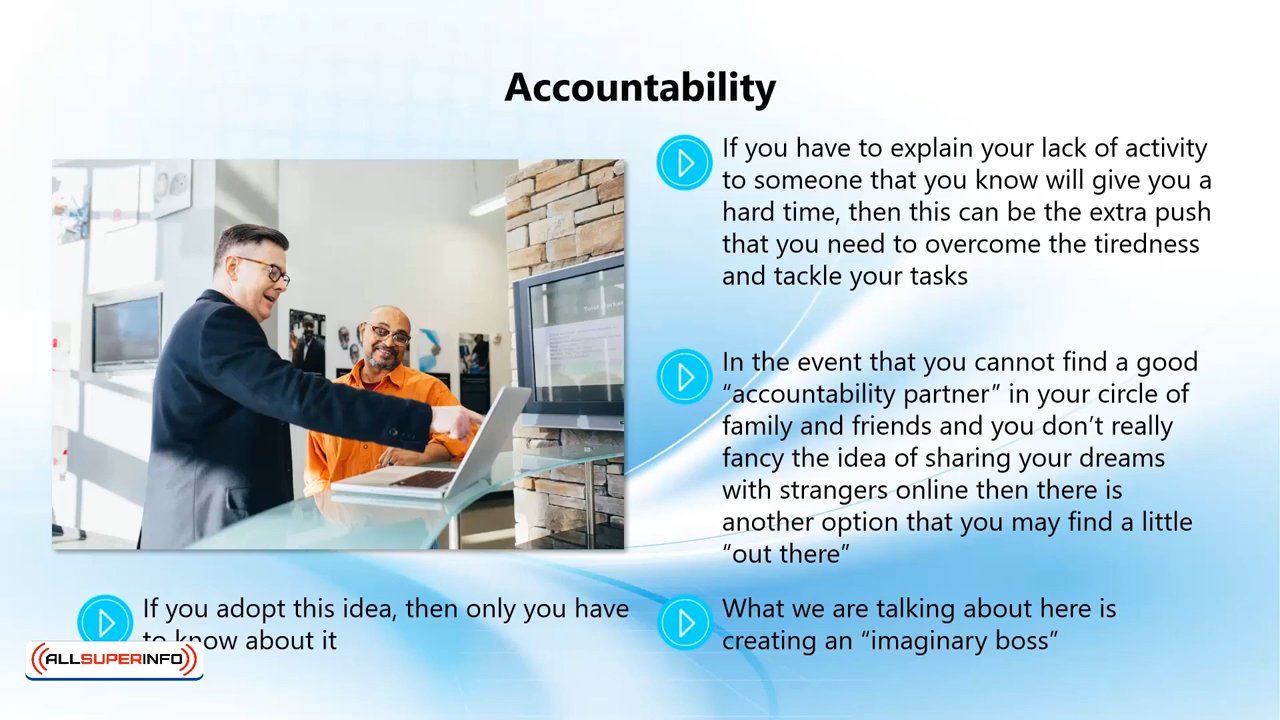 Accountability
If you have to explain your lack of activity
to someone that you know will give you a
hard time, then this can be the extra push
that you need to overcome the tiredness
and tackle your tasks
In the event that you cannot find a good
“accountability partner” in your circle of
family and friends and you don’t really
fancy the idea of sharing your dreams
with strangers online then there is
another option that you may find a little
“out there”
What we are talking about here is
creating an “imaginary boss”
If you adopt this idea, then only you have
to know about it
ALLSUPERINFO